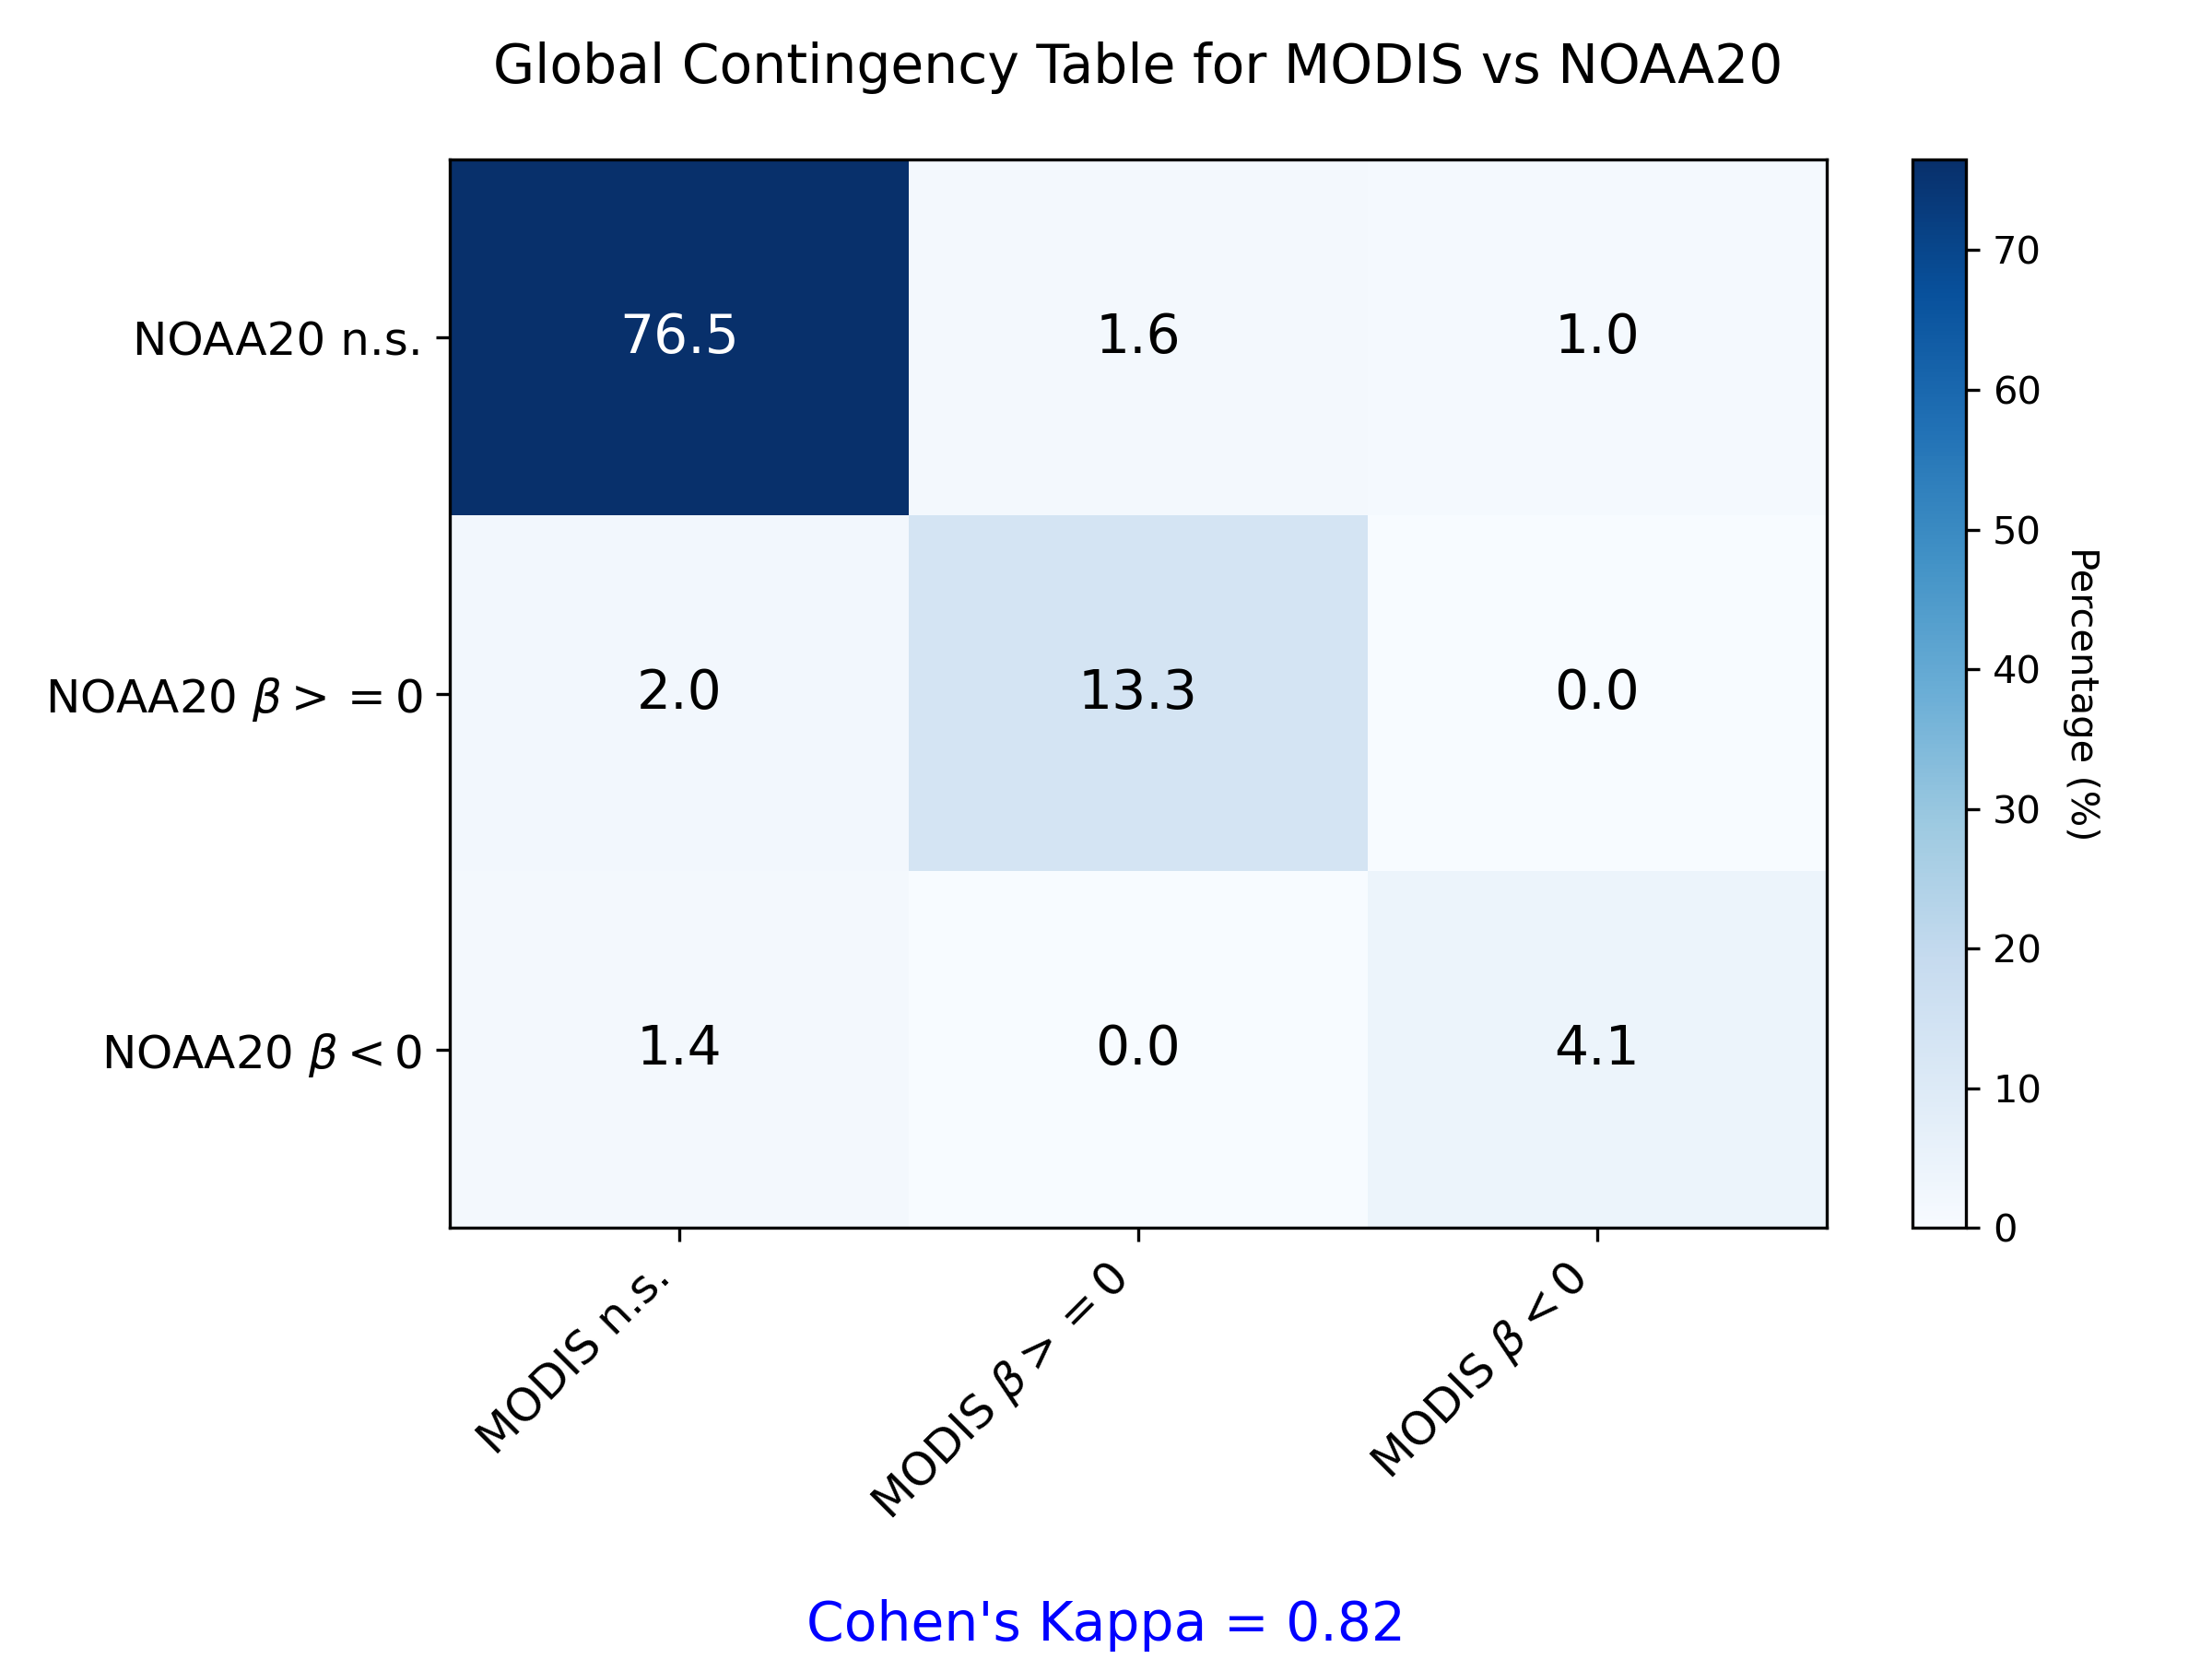 Global Contingency Table for MODIS vs NOAA20
NOAA20 n.s.
76.5
1.6
1.0
NOAA20 β > = 0
2.0
13.3
0.0
NOAA20 β < 0
1.4
0.0
4.1
MODIS n.s.
MODIS β > = 0
MODIS β < 0
70
60
50
40
30
20
10
0
Percentage (%)
Cohen's Kappa = 0.82